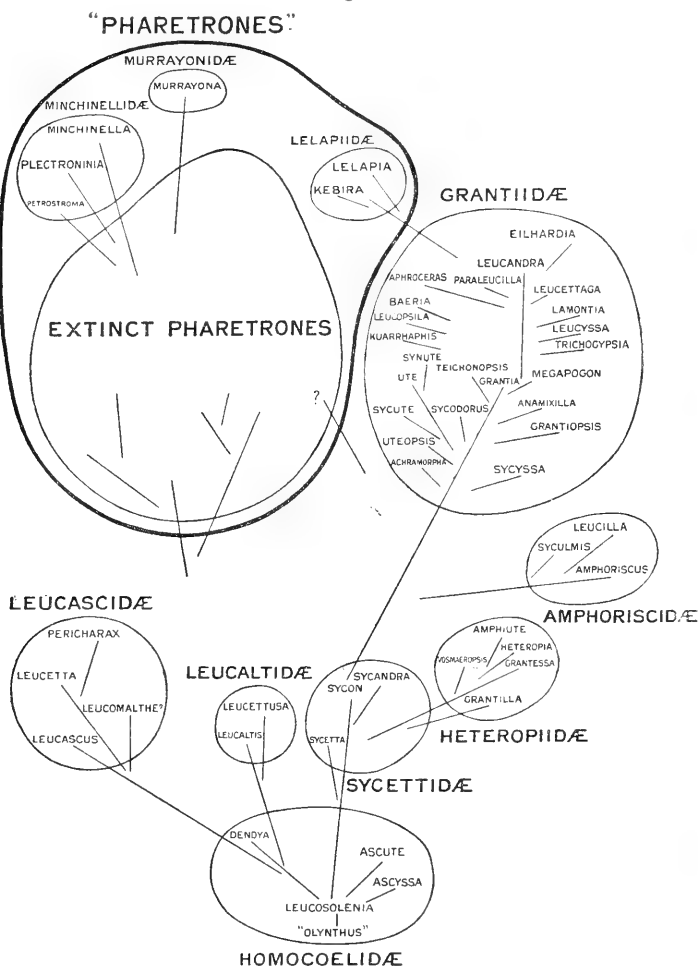 "PHARETRONES."
MURRAYONIDÆ
MURRAYONA
MINCHINELLIDÆ
MINCHINELLA
PLECTRONINIA
PETROSTROMA
LELAPIIDÆ
LELAPIA
KEBIRA
EXTINCT PHARETRONES
?
GRANTIIDÆ
EILHARDIA
LEUCANDRA
APHROCERAS
PARALEUCILLA
LEUCETTAGA
BAERIA
LAMONTIA
LEUCOPSILA
LEUCYSSA
KUARRHAPHIS
TRICHOGYPSIA
SYNUTE
TEICHONOPSIS
MEGAPOGON
UTE
GRANTIA
ANAMIXILLA
SYCUTE
SYCODORUS
GRANTIOPSIS
UTEOPSIS
ACHRAMORPHA
SYCYSSA
LEUCILLA
SYCULMIS
AMPHORISCUS
AMPHORISCIDÆ
LEUCASCIDÆ
PERICHARAX
LEUCETTA
LEUCOMALTHE?
LEUCASCUS
LEUCALTIDÆ
LEUCETTUSA
LEUCALTIS
SYCANDRA
SYCON
SYCETTA
SYCETTIDÆ
AMPHIUTE
HETEROPIA
VOSMAEROPSIS
GRANTESSA
GRANTILLA
HETEROPIIDÆ
DENDYA
ASCUTE
ASCYSSA
LEUCOSOLENIA
"OLYNTHUS"
HOMOCOELIDÆ